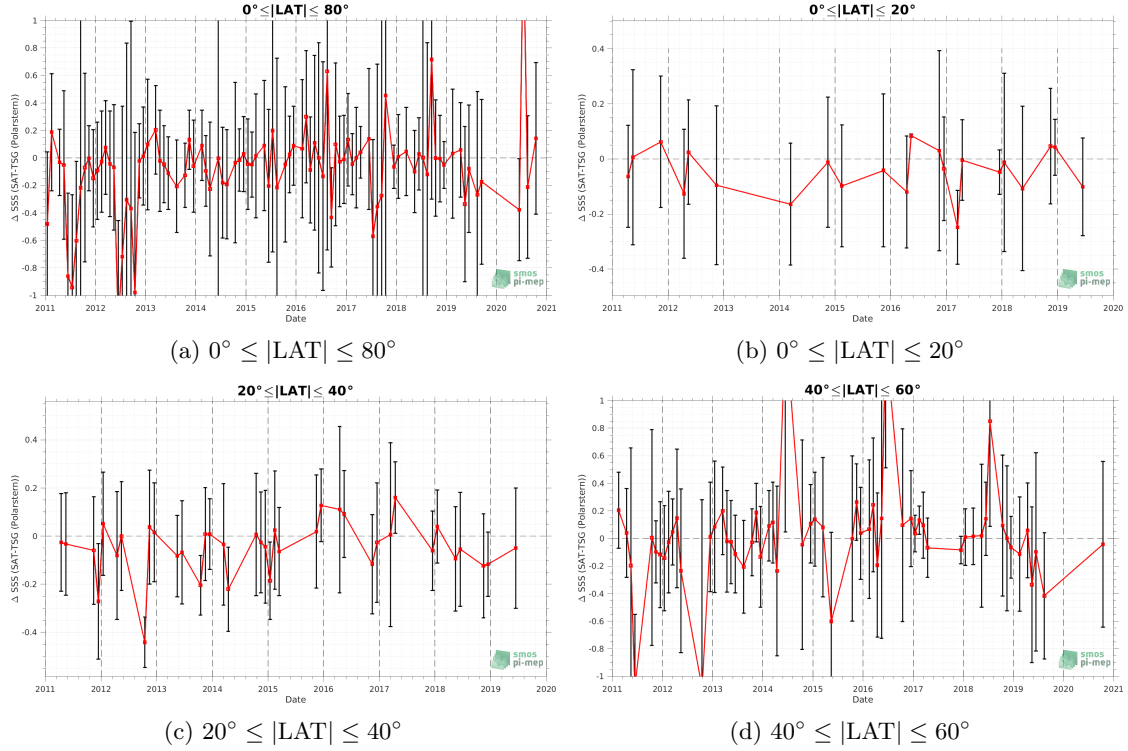 0°≤|LAT|≤ 80°
Δ SSS (SAT-TSG (Polarstern))
1
0.8
0.6
0.4
0.2
0
-0.2
-0.4
-0.6
-0.8
-1
2011 2012 2013 2014 2015 2016 2017 2018 2019 2020 2021
Date
smos
pi-mep
(a) 0° ≤ |LAT| ≤ 80°
0°≤|LAT|≤ 20°
Δ SSS (SAT-TSG (Polarstern))
0.4
0.2
0
-0.2
-0.4
2011 2012 2013 2014 2015 2016 2017 2018 2019 2020
Date
smos
pi-mep
(b) 0° ≤ |LAT| ≤ 20°
20°≤|LAT|≤ 40°
Δ SSS (SAT-TSG (Polarstern))
0.4
0.2
0
-0.2
-0.4
2011 2012 2013 2014 2015 2016 2017 2018 2019 2020
Date
smos
pi-mep
(c) 20° ≤ |LAT| ≤ 40°
40°≤|LAT|≤ 60°
Δ SSS (SAT-TSG (Polarstern))
1
0.8
0.6
0.4
0.2
0
-0.2
-0.4
-0.6
-0.8
-1
2011 2012 2013 2014 2015 2016 2017 2018 2019 2020 2021
Date
smos
pi-mep
(d) 40° ≤ |LAT| ≤ 60°